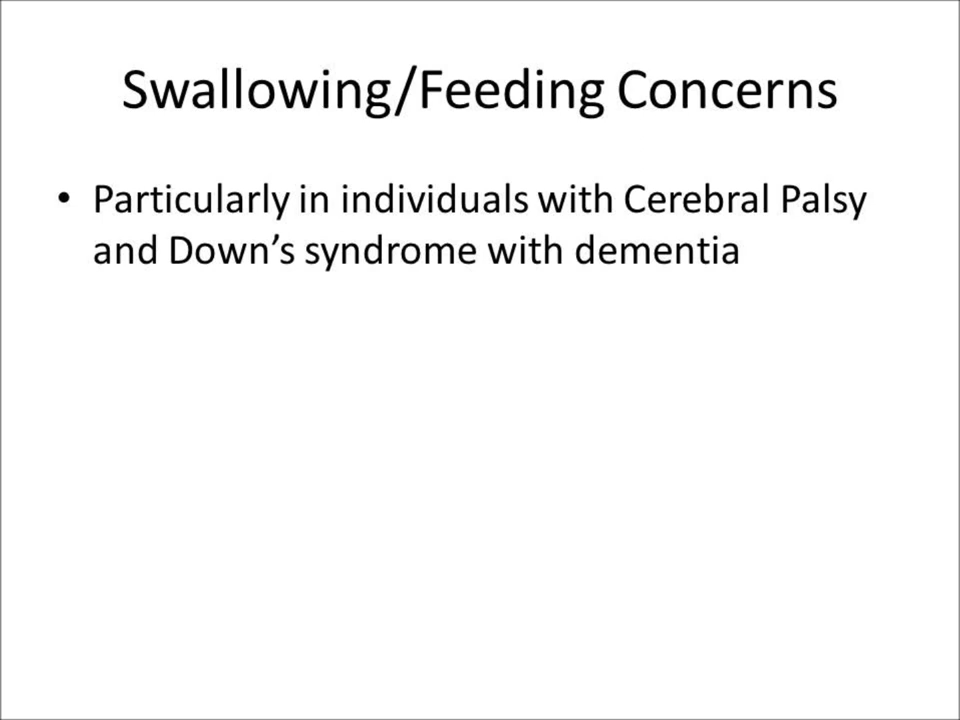 Swallowing/Feeding Concerns
• Particularly in individuals with Cerebral Palsy
and Down’s syndrome with dementia